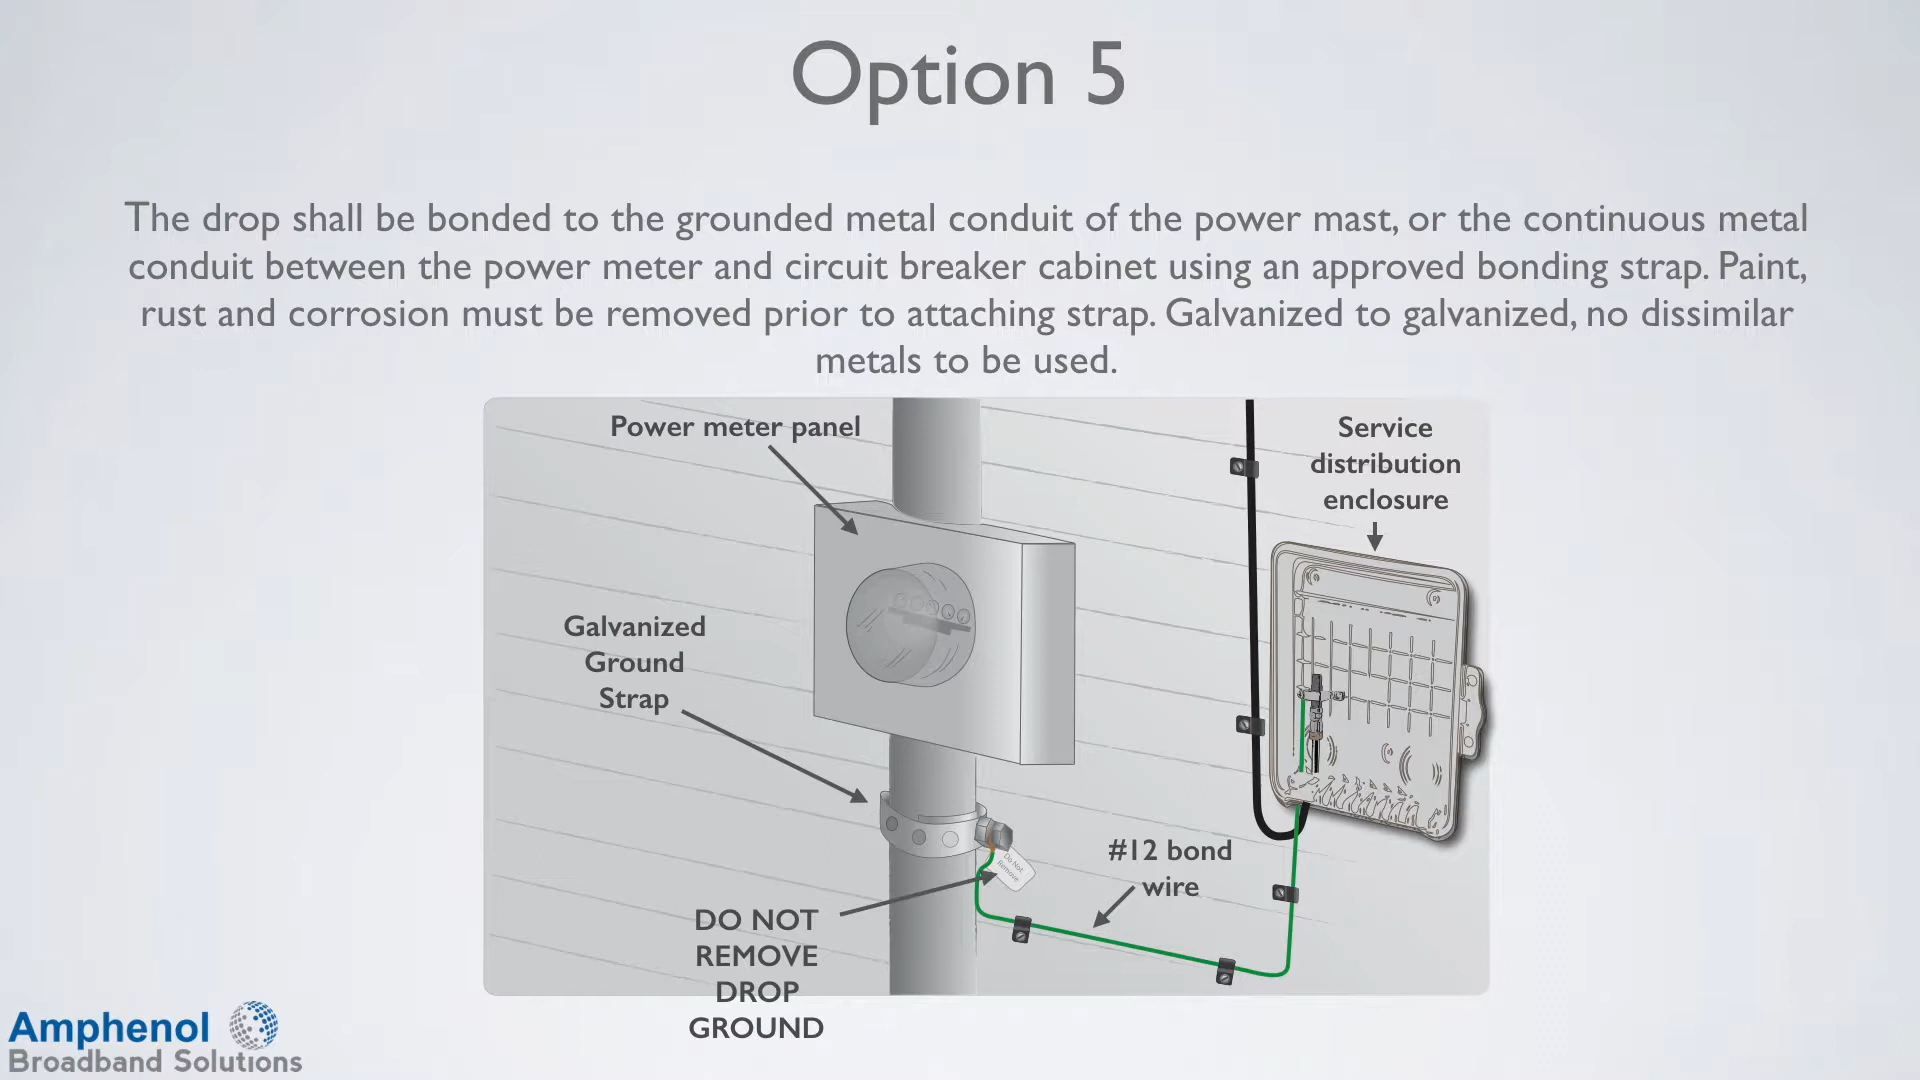 Option 5
The drop shall be bonded to the grounded metal conduit of the power mast, or the continuous metal
conduit between the power meter and circuit breaker cabinet using an approved bonding strap. Paint,
rust and corrosion must be removed prior to attaching strap. Galvanized to galvanized, no dissimilar
metals to be used.
Power meter panel
Service
distribution
enclosure
Galvanized
Ground
Strap
Do Not
Remove
#12 bond
wire
DO NOT
REMOVE
DROP
GROUND
Amphenol
Broadband Solutions